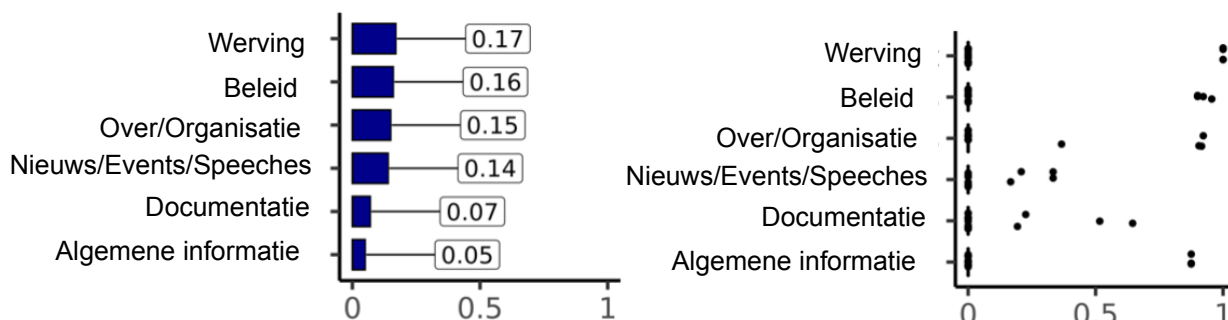 Werving
0.17
Beleid
0.16
Over/Organisatie
0.15
Nieuws/Events/Speeches
0.14
Documentatie
0.07
Algemene informatie
0.05
0
0.5
1
Werving
Beleid
Over/Organisatie
Nieuws/Events/Speeches
Documentatie
Algemene informatie
0
0.5
1